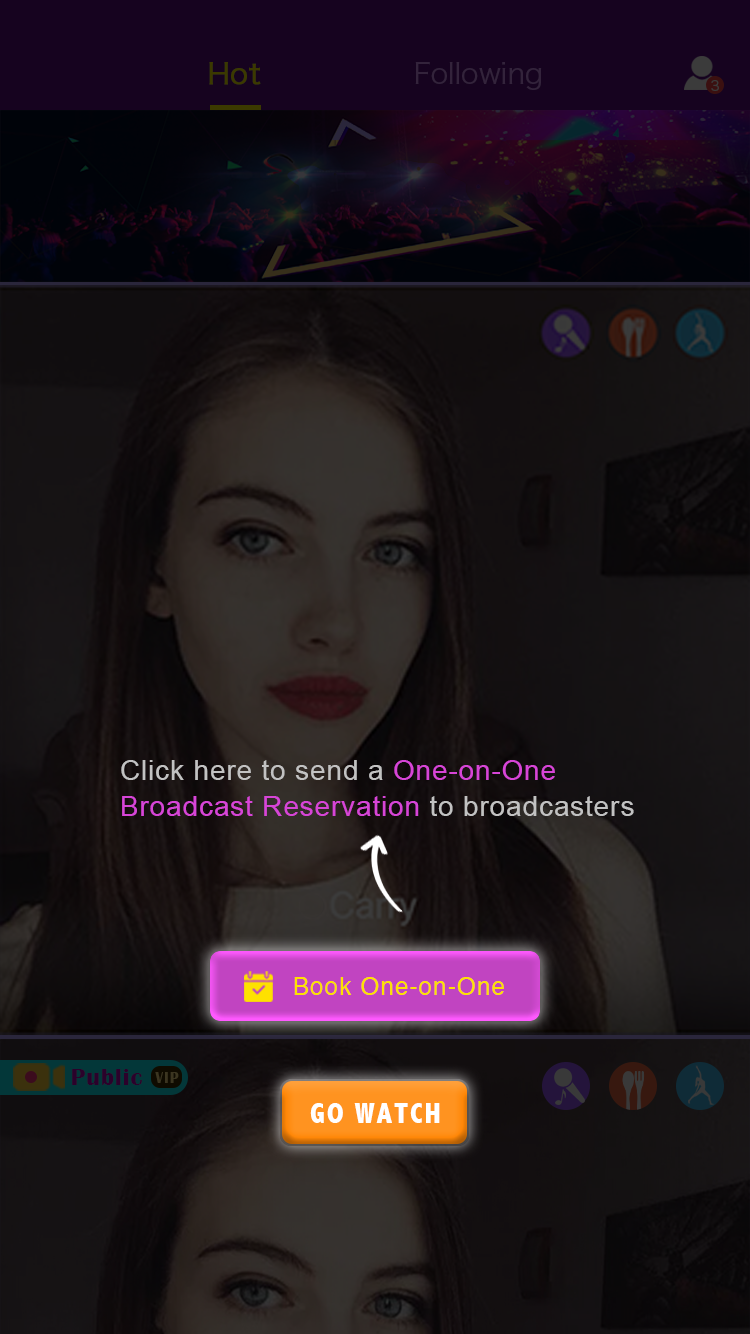 Hot
Following
3
Click here to send a One-on-One
Broadcast Reservation to broadcasters
Carry
Book One-on-One
Public VIP
GO WATCH